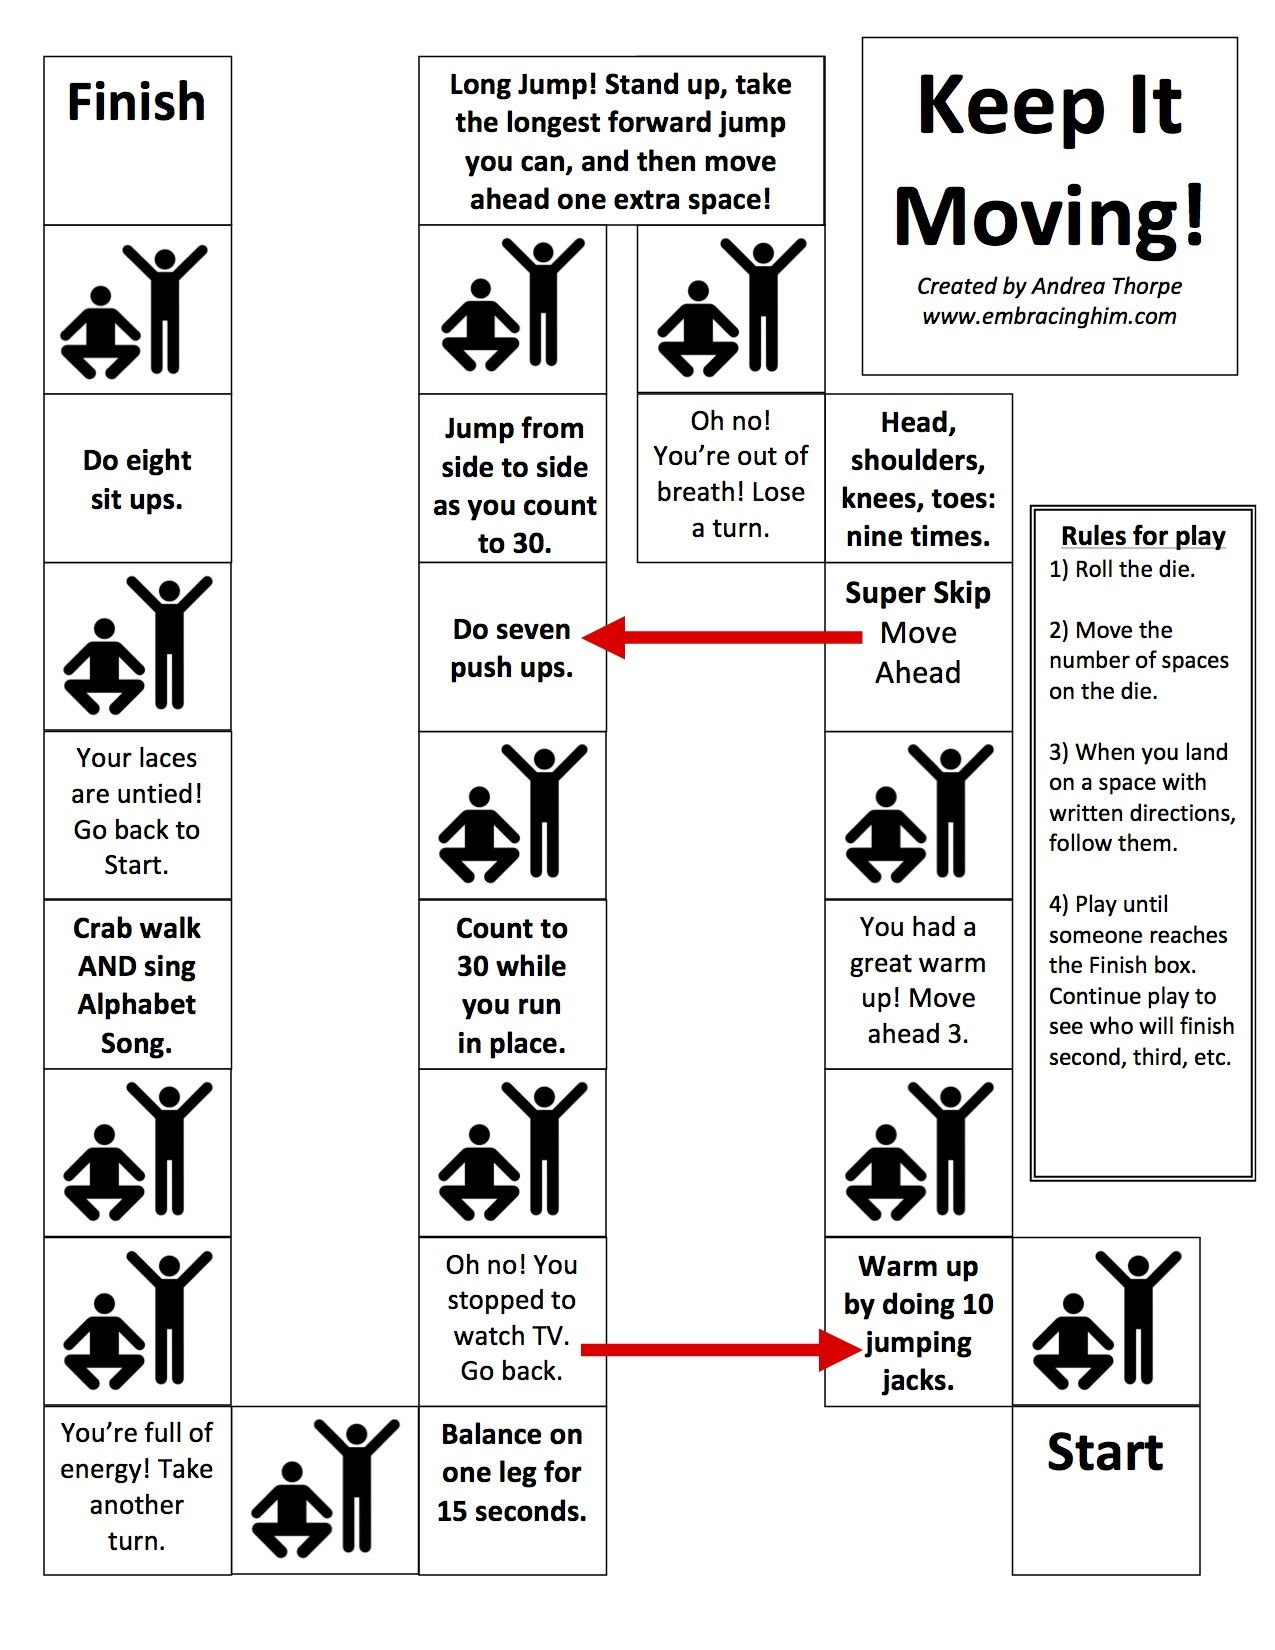 Finish
Long Jump! Stand up, take
the longest forward jump
you can, and then move
ahead one extra space!
Keep It
Moving!
Created by Andrea Thorpe
www.embracinghim.com
Do eight
sit ups.
Jump from
side to side
as you count
to 30.
Oh no!
You’re out of
breath! Lose
a turn.
Head,
shoulders,
knees, toes:
nine times.
Rules for play
1) Roll the die.
2) Move the
number of spaces
on the die.
3) When you land
on a space with
written directions,
follow them.
4) Play until
someone reaches
the Finish box.
Continue play to
see who will finish
second, third, etc.
Do seven
push ups.
Super Skip
Move
Ahead
Your laces
are untied!
Go back to
Start.
Crab walk
AND sing
Alphabet
Song.
Count to
30 while
you run
in place.
You had a
great warm
up! Move
ahead 3.
Oh no! You
stopped to
watch TV.
Go back.
Warm up
by doing 10
jumping
jacks.
You’re full of
energy! Take
another
turn.
Balance on
one leg for
15 seconds.
Start